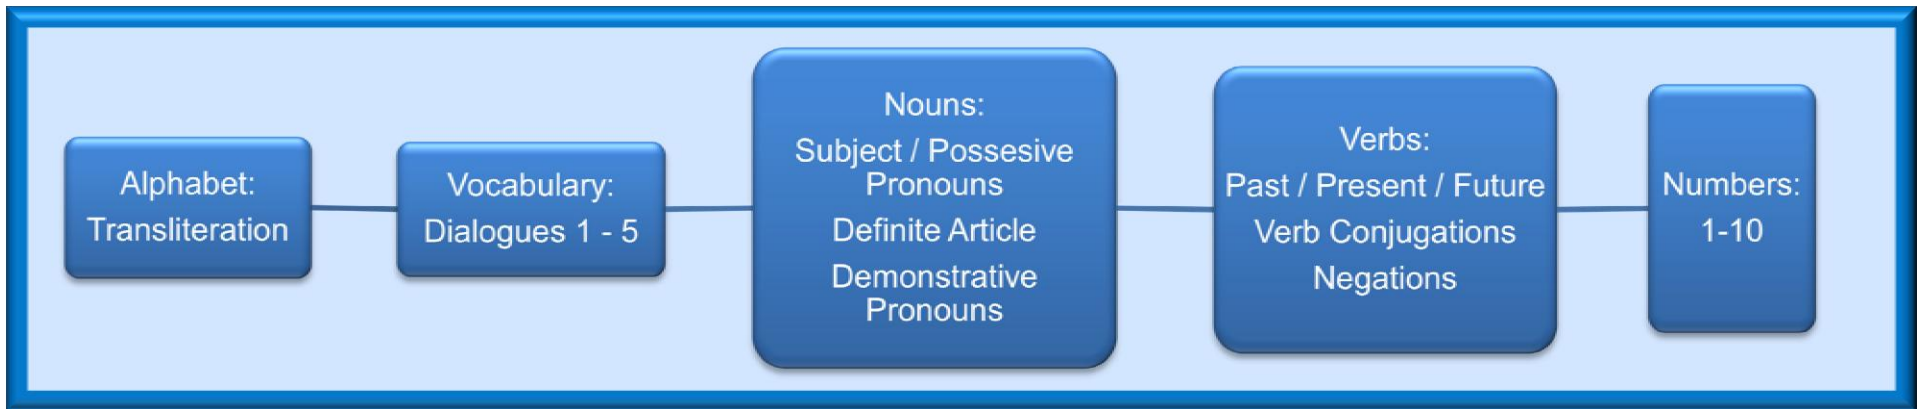 Alphabet:
Transliteration
Vocabulary:
Dialogues 1 - 5
Nouns:
Subject / Possesive
Pronouns
Definite Article
Demonstrative
Pronouns
Verbs:
Past / Present / Future
Verb Conjugations
Negations
Numbers:
1-10